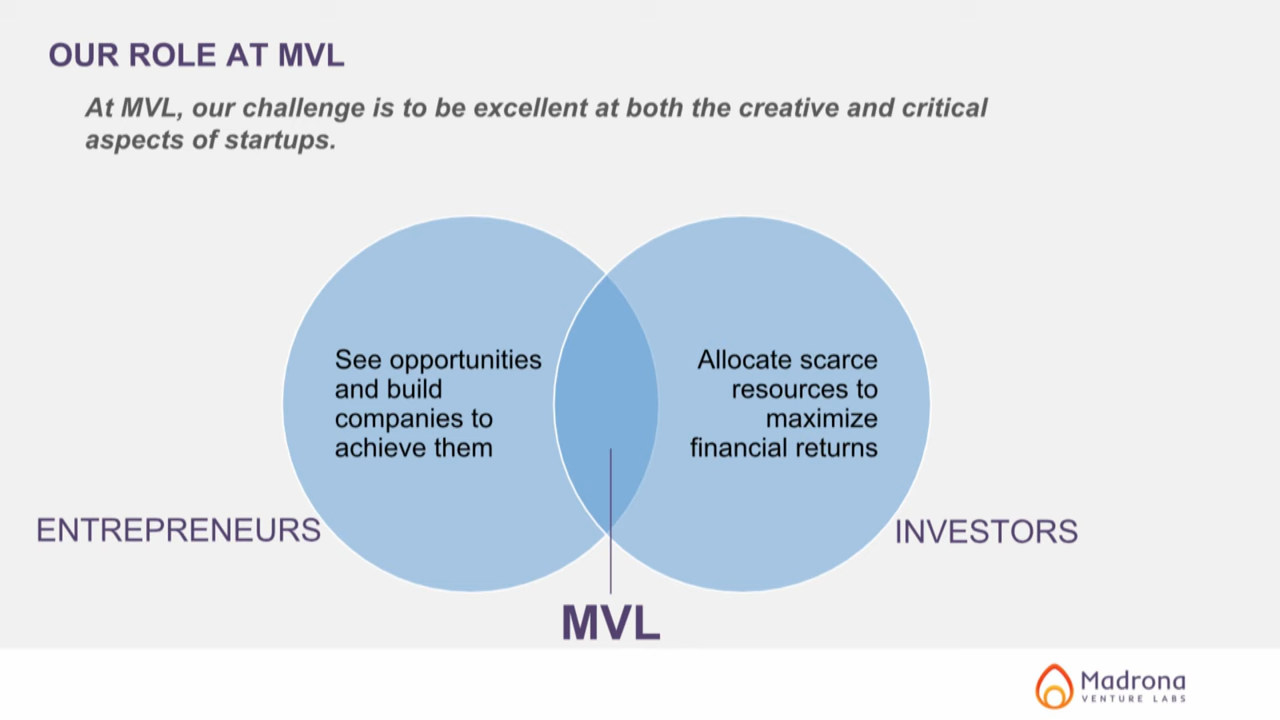 OUR ROLE AT MVL
At MVL, our challenge is to be excellent at both the creative and critical
aspects of startups.
See opportunities
and build
companies to
achieve them
Allocate scarce
resources to
maximize
financial returns
ENTREPRENEURS
INVESTORS
MVL
Madrona
VENTURE LABS